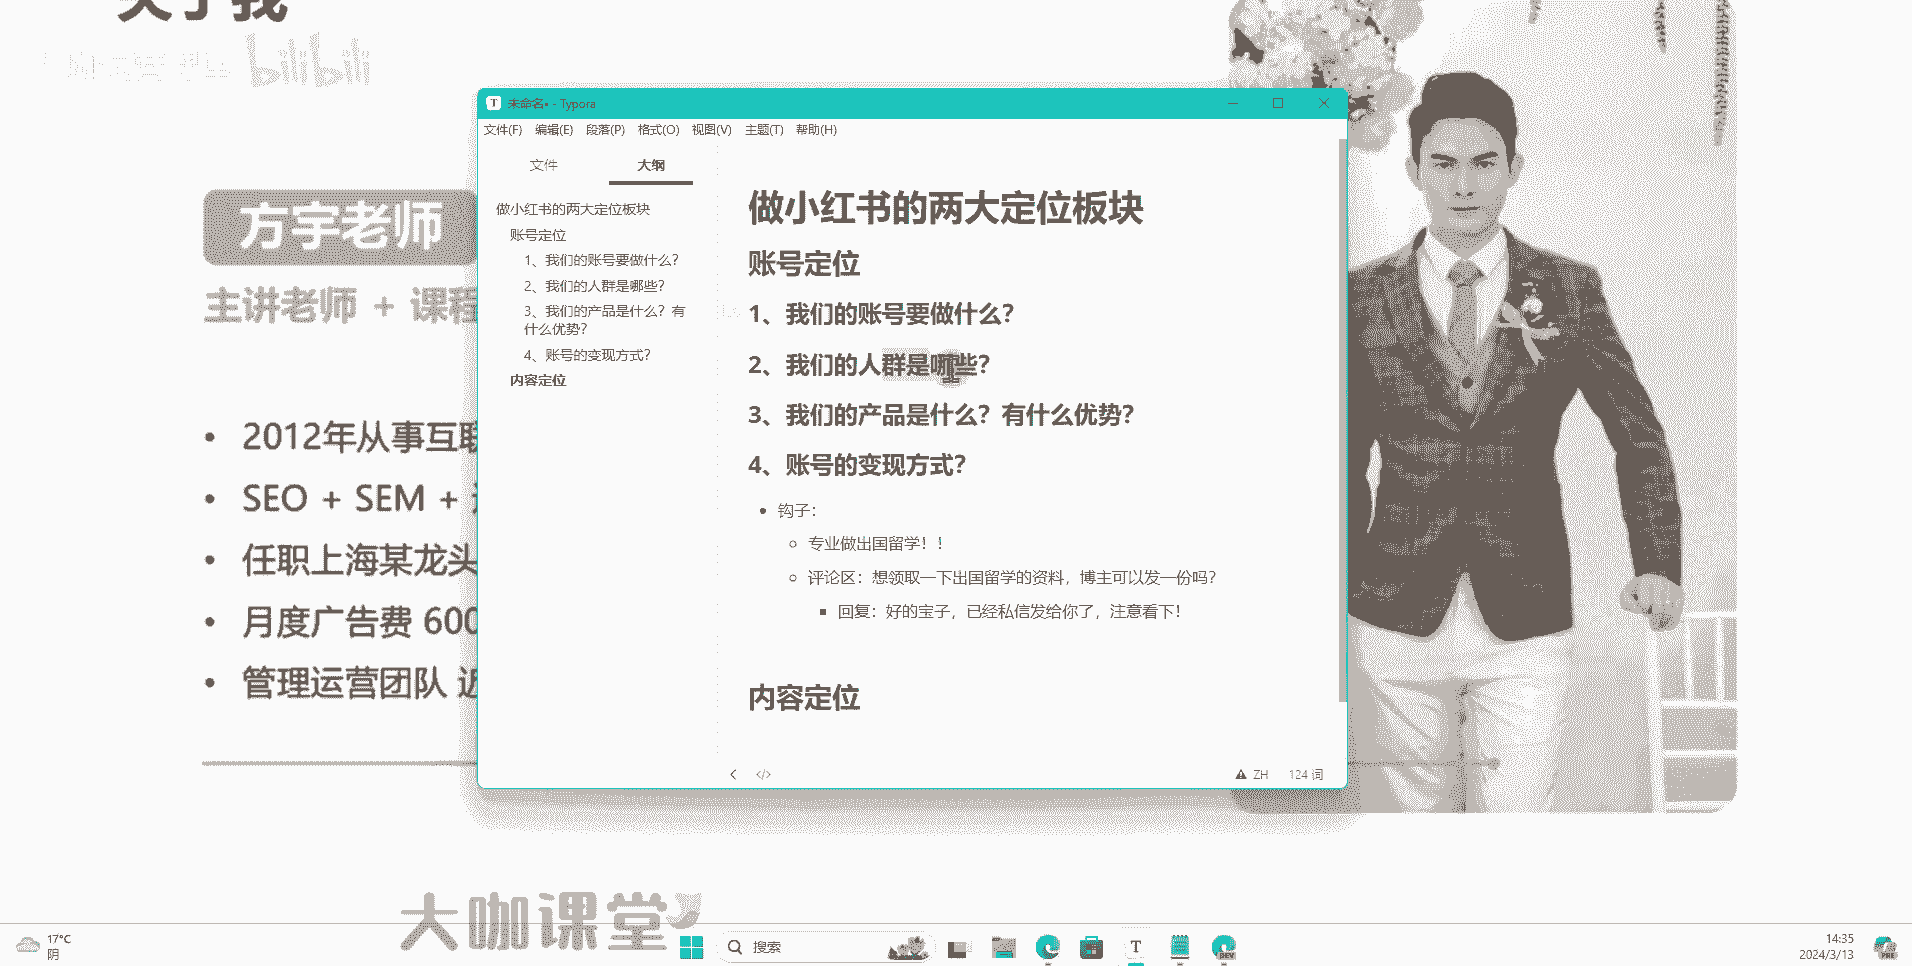 关于我
bilibili
未命名• - Typora
文件(F) 编辑(E) 段落(P) 格式(O) 视图(V) 主题(T) 帮助(H)
文件 大纲
做小红书的两大定位板块
账号定位
1、我们的账号要做什么？
2、我们的人群是哪些？
3、我们的产品是什么？有
什么优势？
4、账号的变现方式？
内容定位
做小红书的两大定位板块
账号定位
1、我们的账号要做什么？
2、我们的人群是哪些？
3、我们的产品是什么？有什么优势？
4、账号的变现方式？
• 钩子：
专业做出国留学！！
评论区：想领取一下出国留学的资料，博主可以发一份吗？
回复：好的宝子，已经私信发给你了，注意看下！
内容定位
ZH 124 词
方宇老师
主讲老师 + 课程
• 2012年从事互联
• SEO + SEM +
• 任职上海某龙头
• 月度广告费 600
• 管理运营团队 近
大咖课堂
17°C
阴
搜索
T
DEV
14:35
2024/3/13
PRE